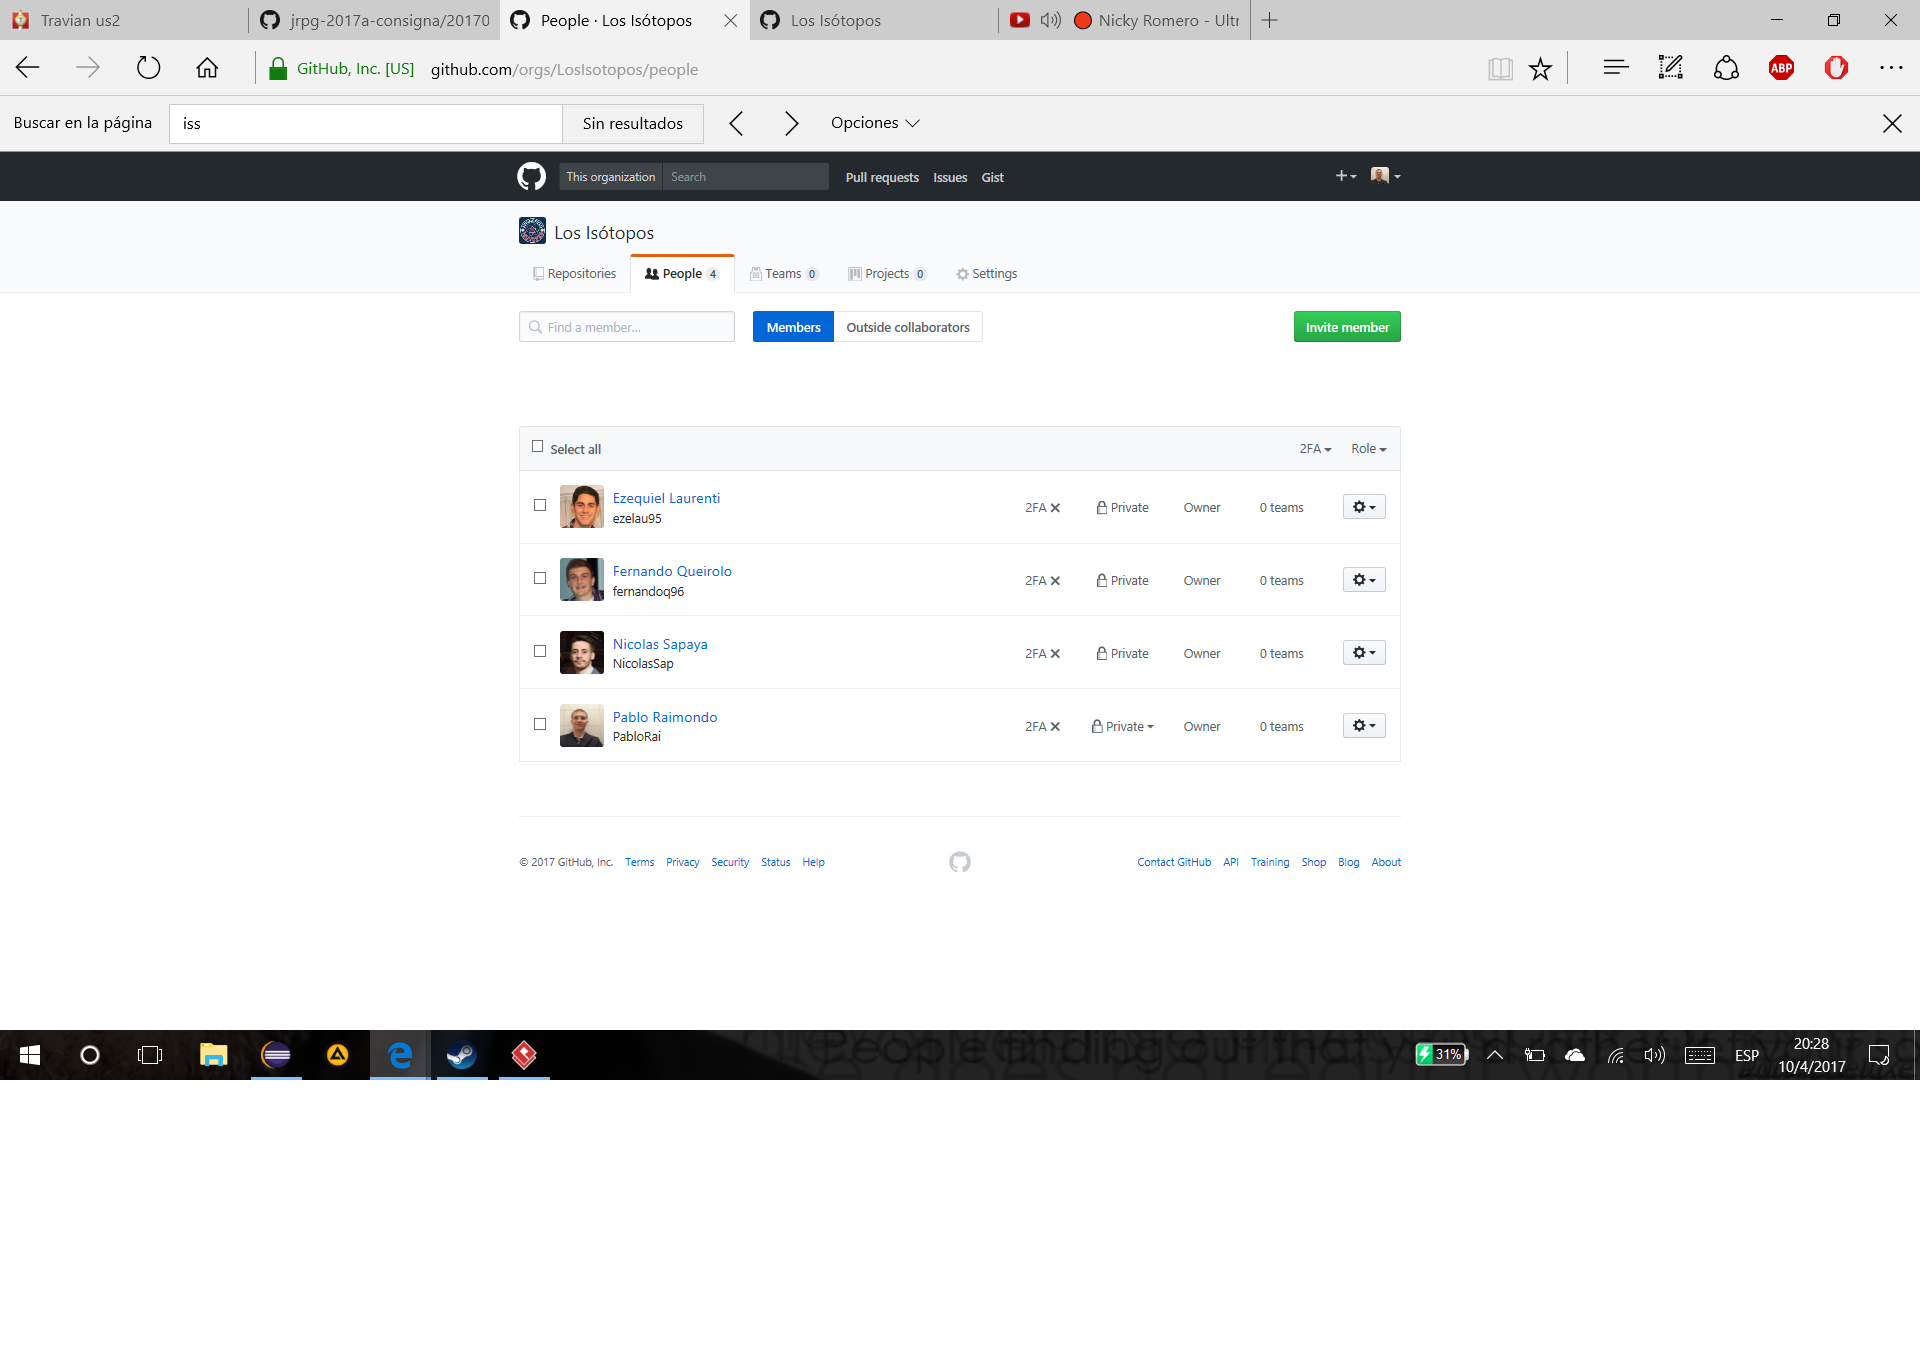 Travian us2
jrpg-2017a-consigna/20170
People · Los Isótopos
Los Isótopos
Nicky Romero - Ultr
GitHub, Inc. [US]
github.com/orgs/LosIsotopos/people
ABP
Buscar en la página
iss
Sin resultados
Opciones
This organization
Search
Pull requests
Issues
Gist
Los Isótopos
Repositories
People 4
Teams 0
Projects 0
Settings
Find a member...
Members
Outside collaborators
Invite member
Select all
2FA
Role
Ezequiel Laurenti
ezelau95
2FA
Private
Owner
0 teams
Fernando Queirolo
fernandoq96
2FA
Private
Owner
0 teams
Nicolas Sapaya
NicolasSap
2FA
Private
Owner
0 teams
Pablo Raimondo
PabloRai
2FA
Private
Owner
0 teams
© 2017 GitHub, Inc.
Terms
Privacy
Security
Status
Help
Contact GitHub
API
Training
Shop
Blog
About
31%
ESP
20:28
10/4/2017